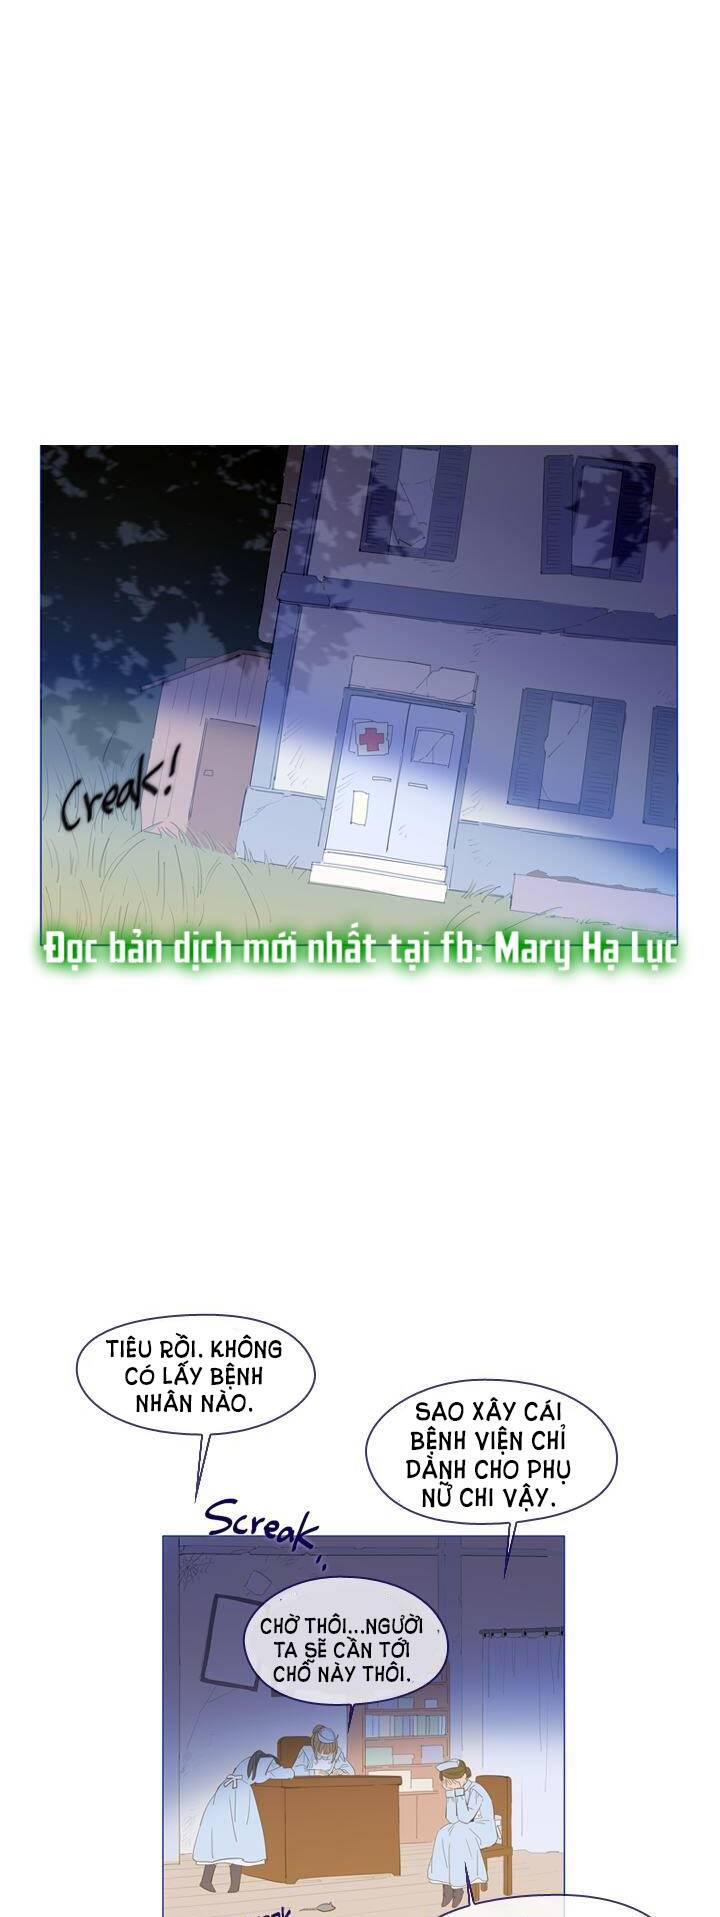 Creak!
Đọc bản dịch mới nhất tại fb: Mary Hạ Lục
TIÊU RỒI. KHÔNG
CÓ LẤY BỆNH
NHÂN NÀO.
SAO XÂY CÁI
BỆNH VIỆN CHỈ
DÀNH CHO PHỤ
NỮ CHI VẬY.
Screak
CHỜ THÔI...NGƯỜI
TA SẼ CẦN TỚI
CHỖ NÀY THÔI.